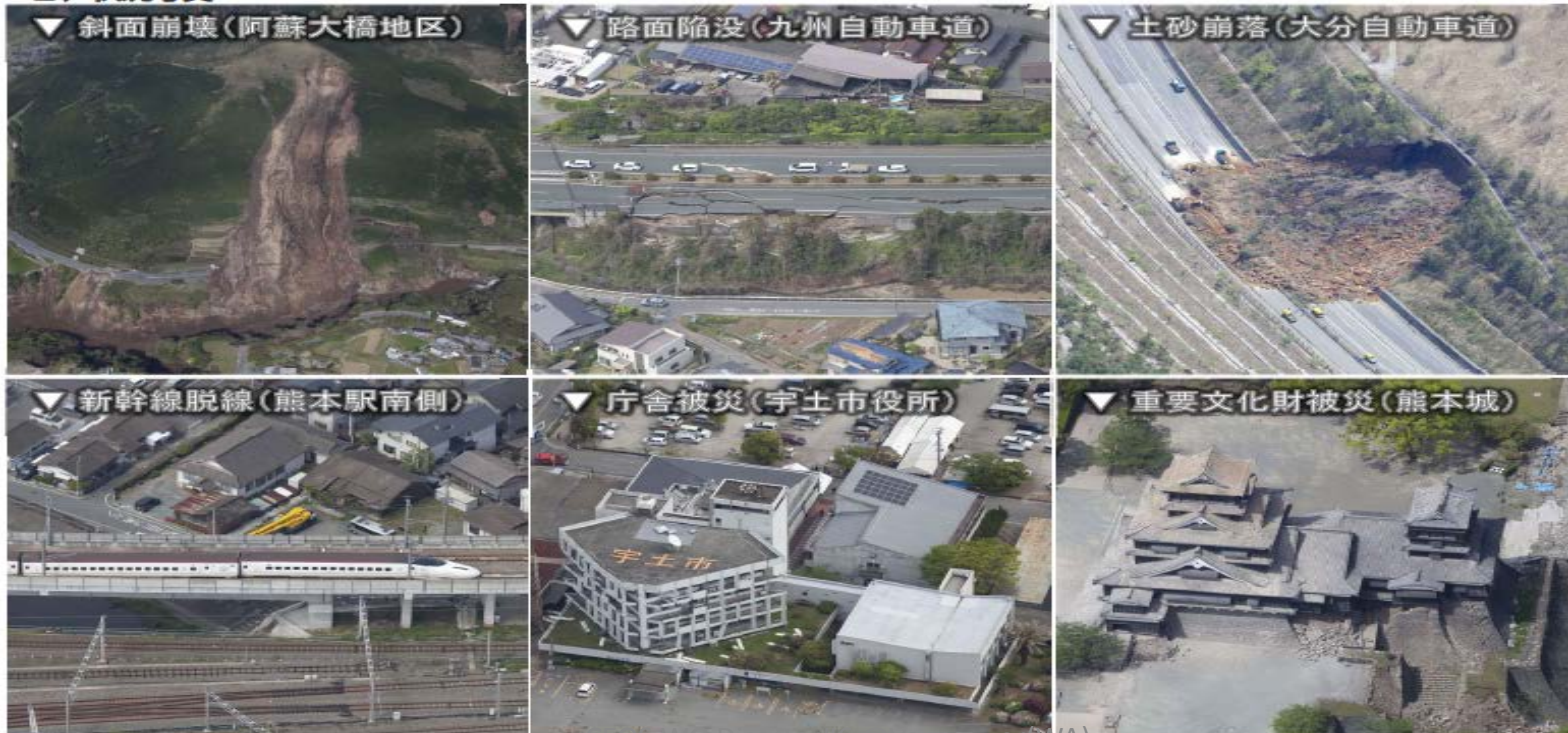 ▼ 斜面崩壊(阿蘇大橋地区)
▼ 路面陥没(九州自動車道)
▼ 土砂崩落(大分自動車道)
▼ 新幹線脱線(熊本駅南側)
▼ 庁舎被災(宇土市役所)
宇土市
▼ 重要文化財被災(熊本城)